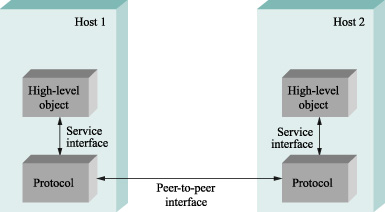 Host 1
Host 2
High-level
object
High-level
object
Service
interface
Service
interface
Protocol
Protocol
Peer-to-peer
interface